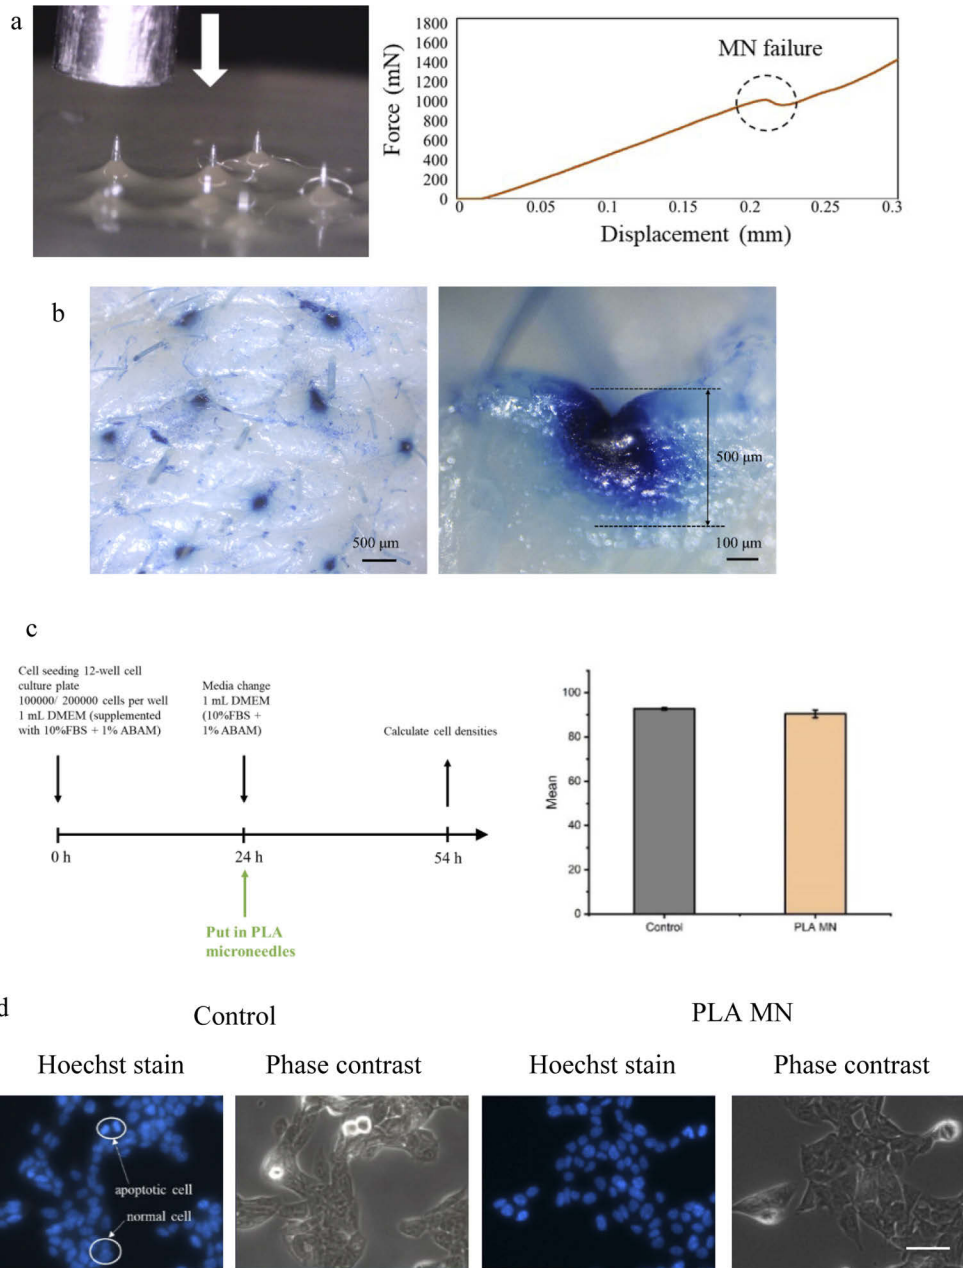 a
MN failure
Force (mN)
1800
1600
1400
1200
1000
800
600
400
200
0
0
0.05
0.1
0.15
0.2
0.25
0.3
Displacement (mm)
b
500 μm
500 μm
100 μm
c
Cell seeding 12-well cell
culture plate
100000/ 200000 cells per well
1 mL DMEM (supplemented
with 10%FBS + 1% ABAM)
Media change
1 mL DMEM
(10%FBS +
1% ABAM)
Calculate cell densities
0 h
24 h
54 h
Put in PLA
microneedles
Mean
100
80
60
40
20
0
Control
PLA MN
d
Control
PLA MN
Hoechst stain
Phase contrast
Hoechst stain
Phase contrast
apoptotic cell
normal cell